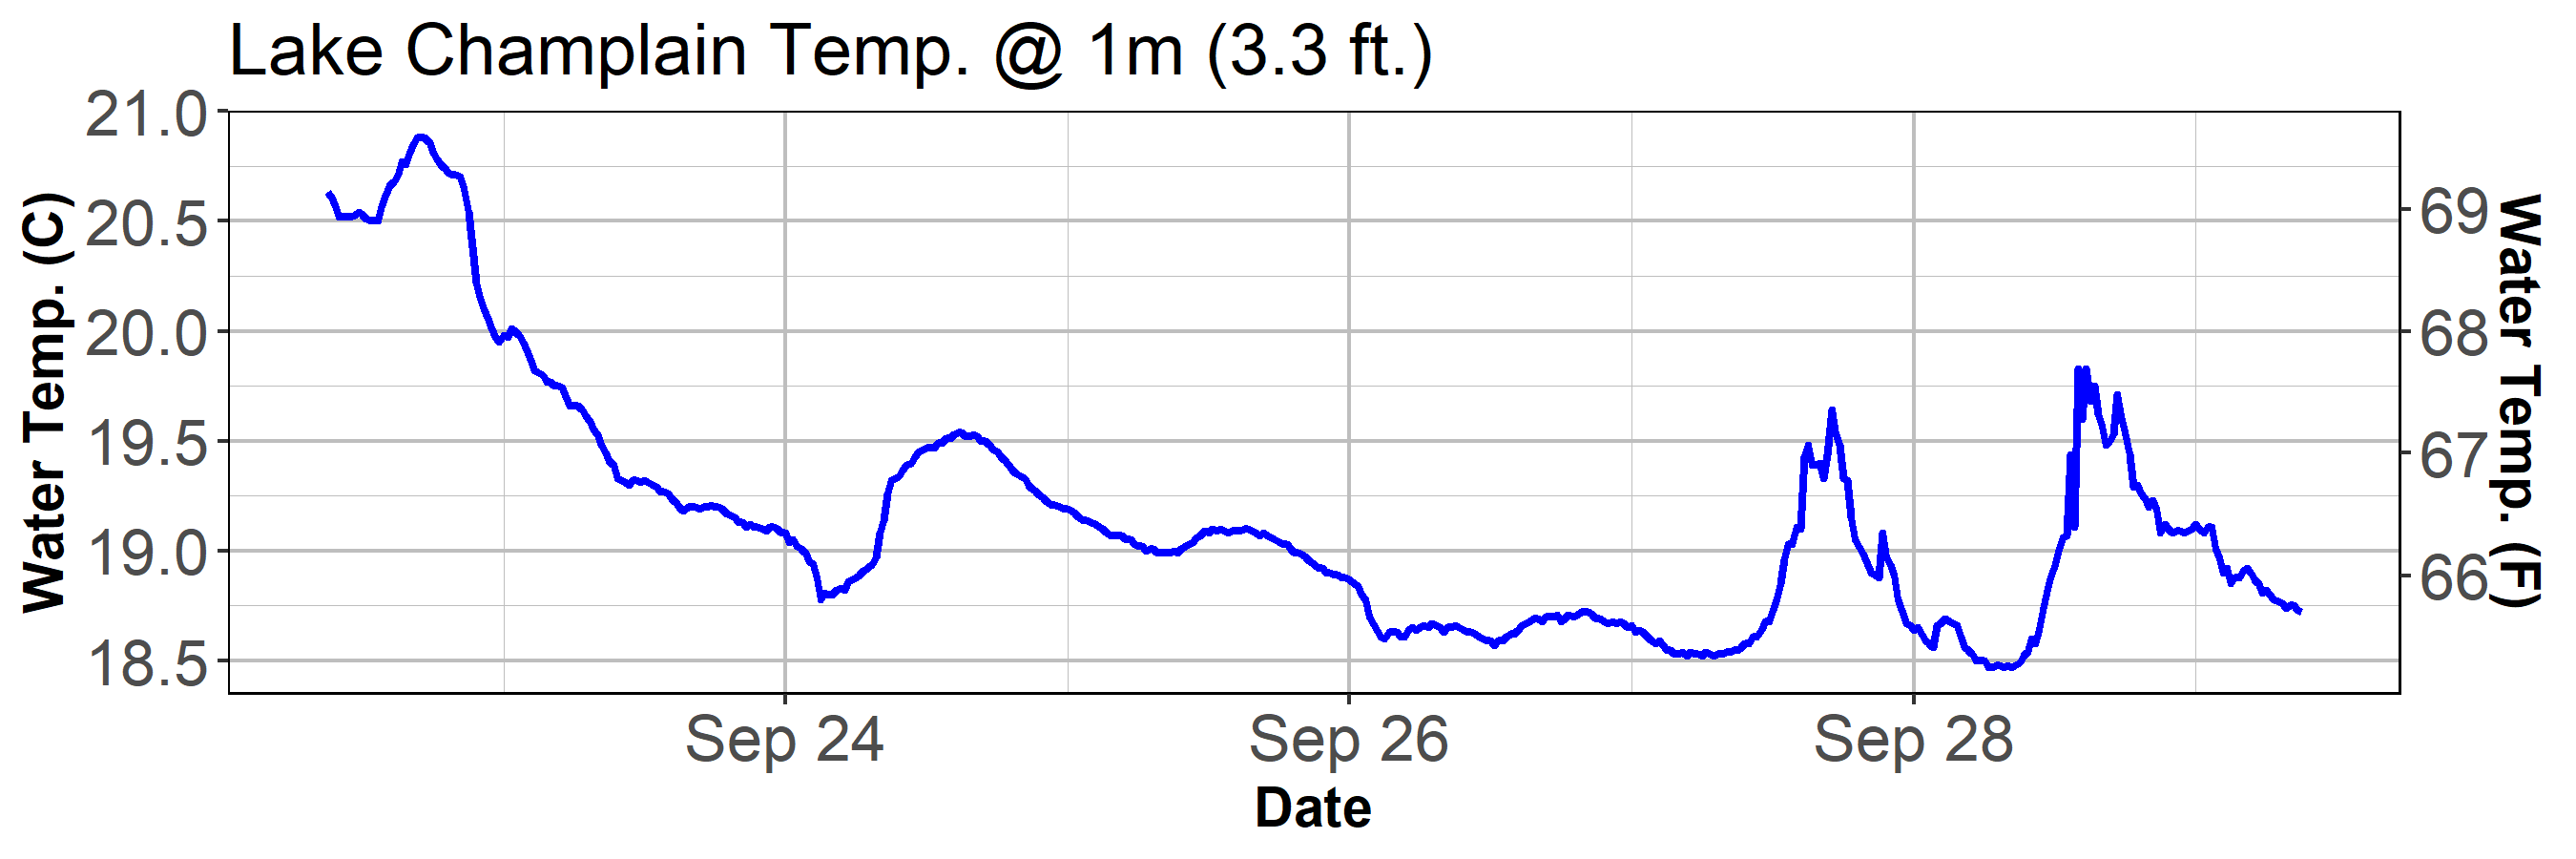 Lake Champlain Temp. @ 1m (3.3 ft.)
Water Temp. (C)
21.0
20.5
20.0
19.5
19.0
18.5
69
68
67
66
Water Temp. (F)
Sep 24
Sep 26
Sep 28
Date